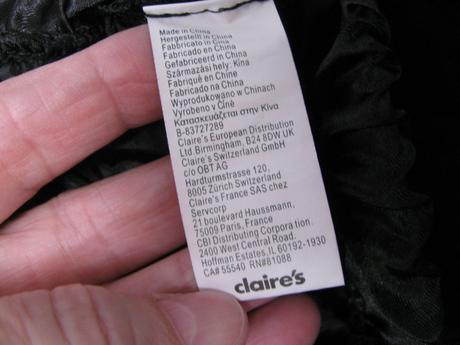 Made in China
Hergestellt in China
Fabbricato in Cina
Fabricado en China
Gefabriceerd in China
Származási hely: Kína
Fabriqué en Chine
Fabricado na China
Wyprodukowano w Chinach
Vyrobeno v Číně
Κατασκευάζεται στην Κίνα
B-83727289
Claire's European Distribution
Ltd.Birmingham, B24 8DW UK
Claire's Switzerland GmbH
c/o OBT AG
Hardturmstrasse 120,
8005 Zürich Switzerland
Claire's France SAS chez
Servcorp
21 boulevard Haussmann,
75009 Paris, France
CBI Distributing Corpora tion.
2400 West Central Road.
Hoffman Estates, IL 60192-1930
CA# 55540 RN#81088
claire's